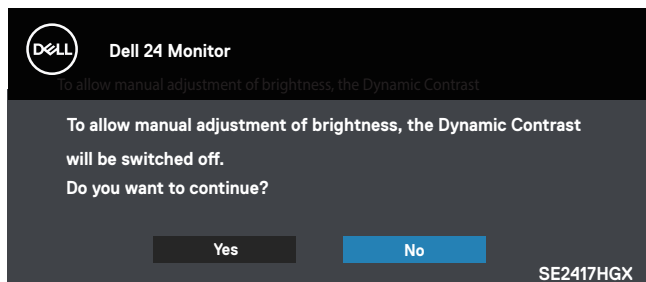 DELL
Dell 24 Monitor
To allow manual adjustment of brightness, the Dynamic Contrast
To allow manual adjustment of brightness, the Dynamic Contrast
will be switched off.
Do you want to continue?
Yes
No
SE2417HGX